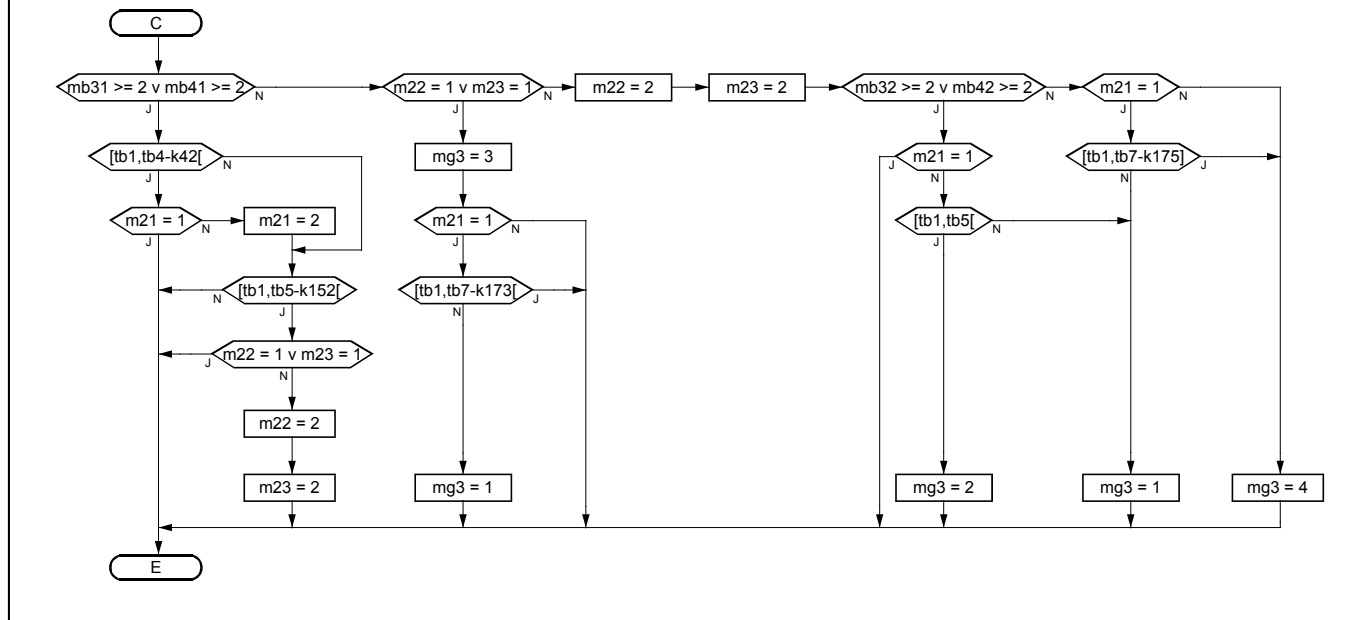 C
mb31 >= 2 v mb41 >= 2 N m22 = 1 v m23 = 1 N m22 = 2 m23 = 2 mb32 >= 2 v mb42 >= 2 N m21 = 1 N
J J J J
[tb1,tb4-k42[ N mg3 = 3 J m21 = 1 [tb1,tb7-k175] J
J N N
m21 = 1 N m21 = 2 m21 = 1 N [tb1,tb5[ N
J J J
N [tb1,tb5-k152[ [tb1,tb7-k173[ J
J N
J m22 = 1 v m23 = 1
N
m22 = 2
m23 = 2 mg3 = 1 mg3 = 2 mg3 = 1 mg3 = 4
E